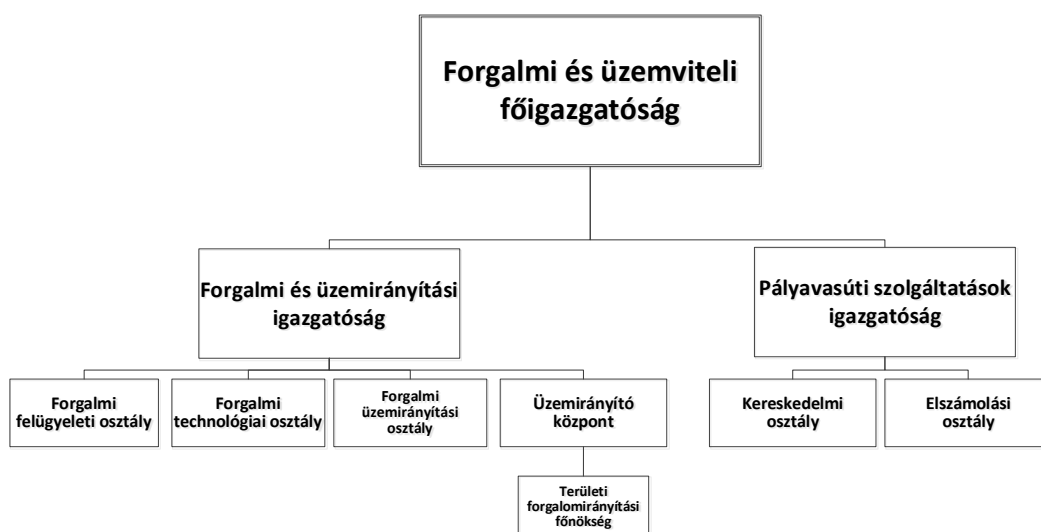 Forgalmi és üzemviteli
főigazgatóság
Forgalmi és üzemirányítási
igazgatóság
Pályavasúti szolgáltatások
igazgatóság
Forgalmi
felügyeleti osztály
Forgalmi
technológiai osztály
Forgalmi
üzemirányítási
osztály
Üzemirányító
központ
Kereskedelmi
osztály
Elszámolási
osztály
Területi
forgalomirányítási
főnökség